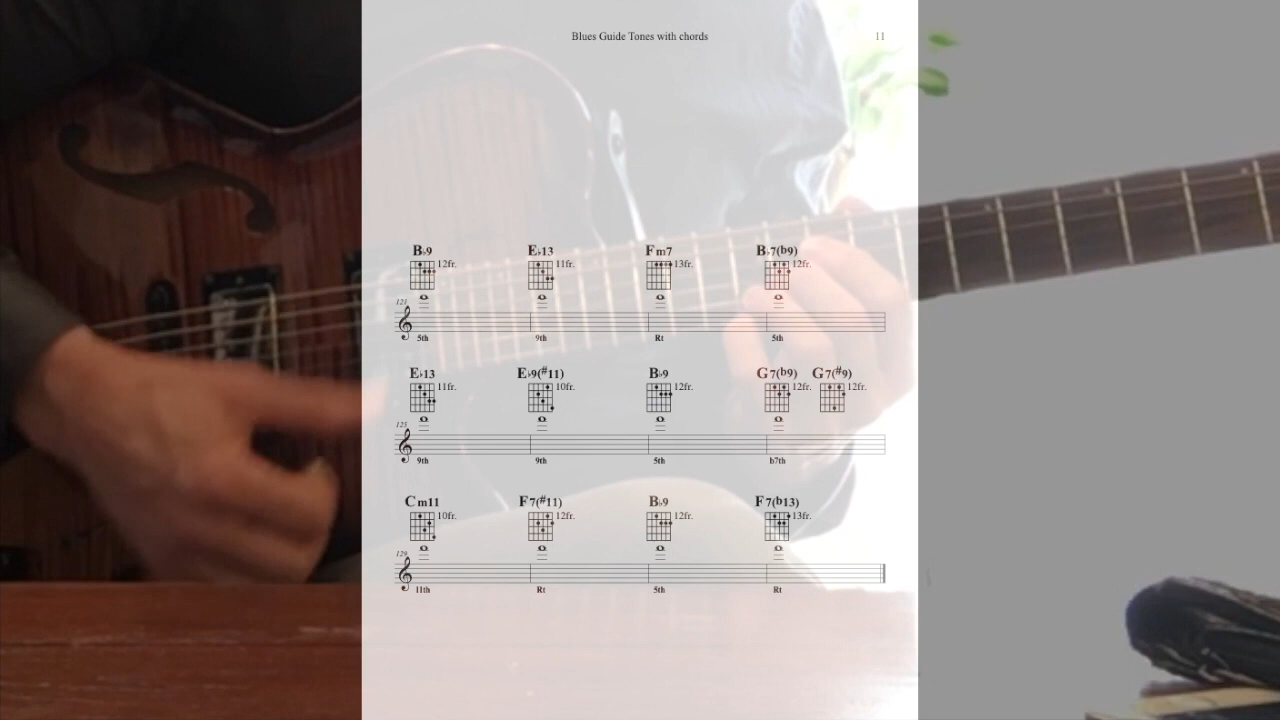 Blues Guide Tones with chords 11
B♭9 E♭13 Fm7 B♭7(b9)
12fr. 11fr. 13fr. 12fr.
121
5th 9th Rt 5th
E♭13 E♭9(#11) B♭9 G7(b9) G7(#9)
11fr. 10fr. 12fr. 12fr. 12fr.
125
9th 9th 5th b7th
Cm11 F7(#11) B♭9 F7(b13)
10fr. 12fr. 12fr. 13fr.
129
11th Rt 5th Rt